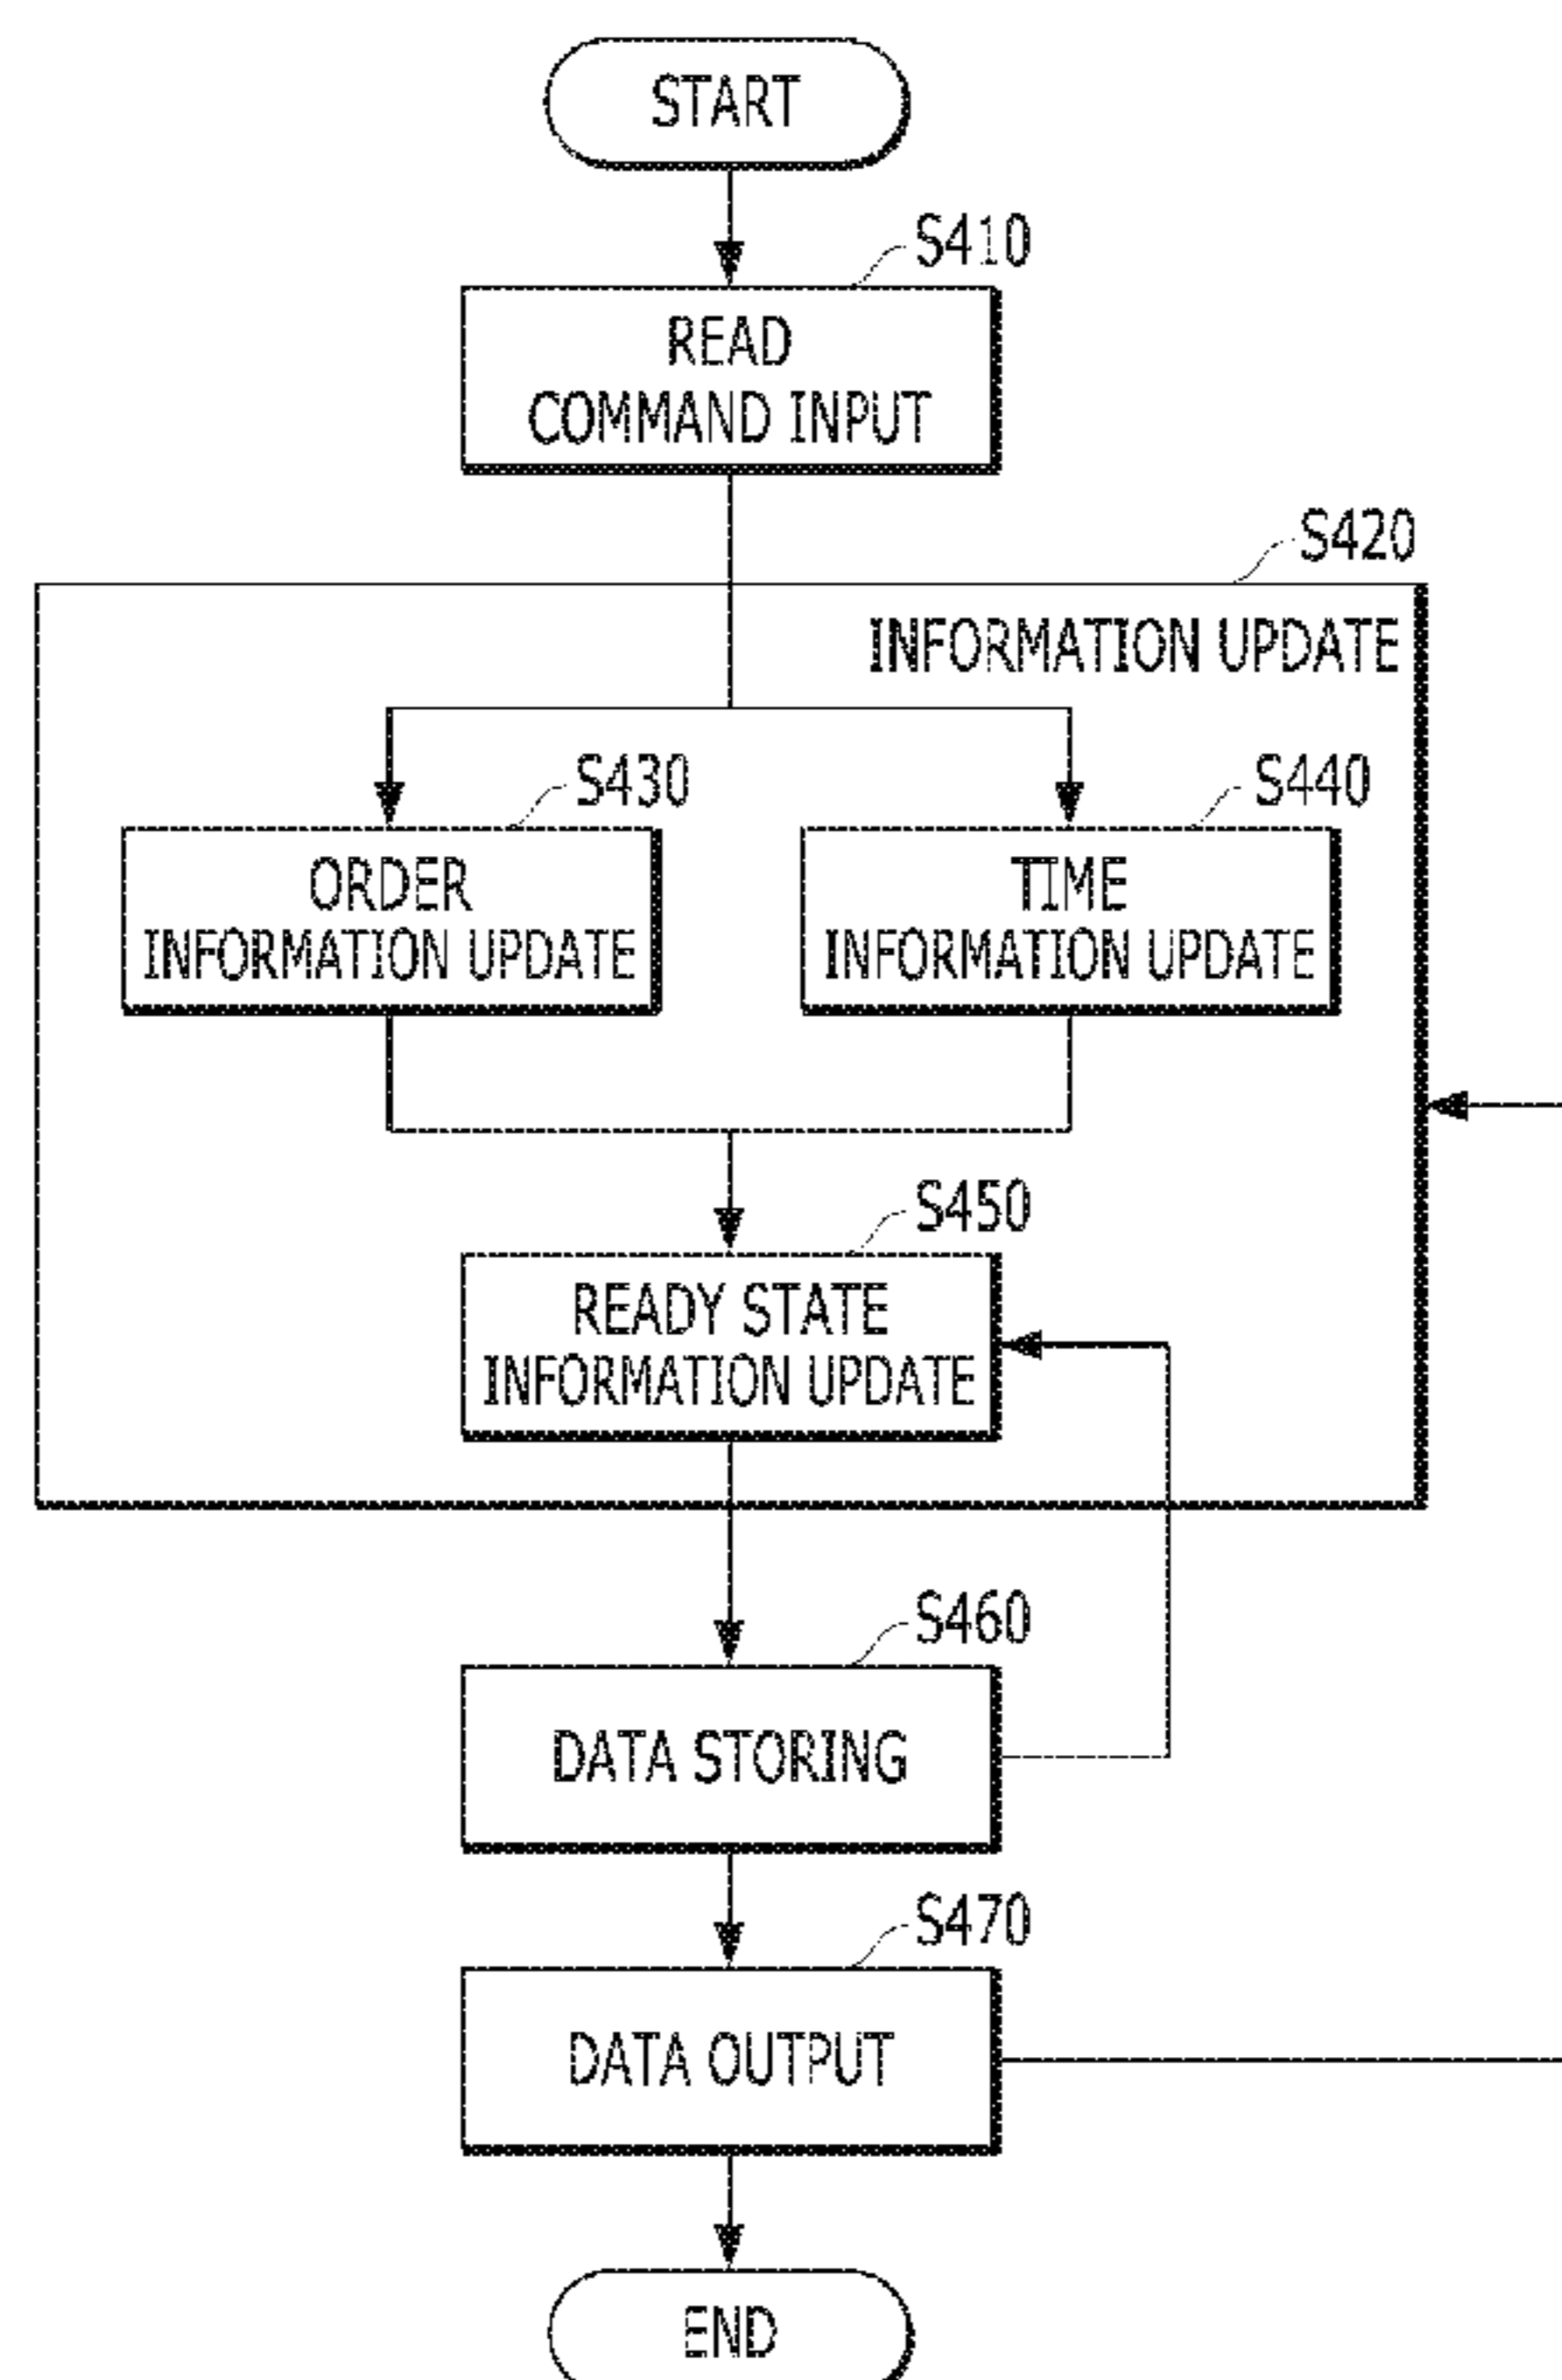 START
S410
READ
COMMAND INPUT
S420
INFORMATION UPDATE
S430
S440
ORDER
INFORMATION UPDATE
TIME
INFORMATION UPDATE
S450
READY STATE
INFORMATION UPDATE
S460
DATA STORING
S470
DATA OUTPUT
END